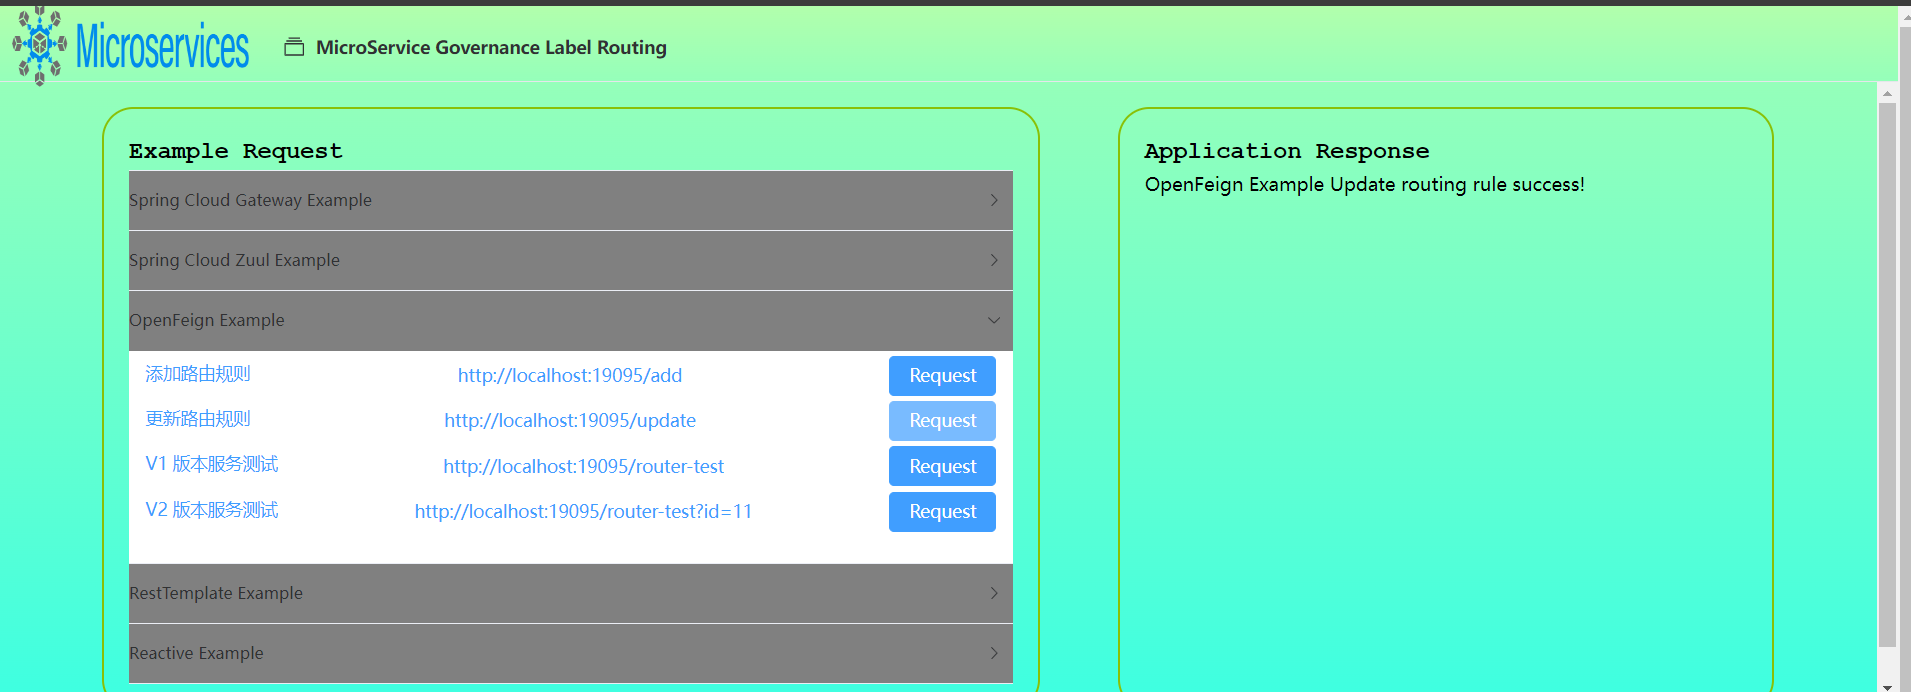 Microservices
MicroService Governance Label Routing
Example Request
Spring Cloud Gateway Example
Spring Cloud Zuul Example
OpenFeign Example
添加路由规则 http://localhost:19095/add Request
更新路由规则 http://localhost:19095/update Request
V1 版本服务测试 http://localhost:19095/router-test Request
V2 版本服务测试 http://localhost:19095/router-test?id=11 Request
RestTemplate Example
Reactive Example
Application Response
OpenFeign Example Update routing rule success!